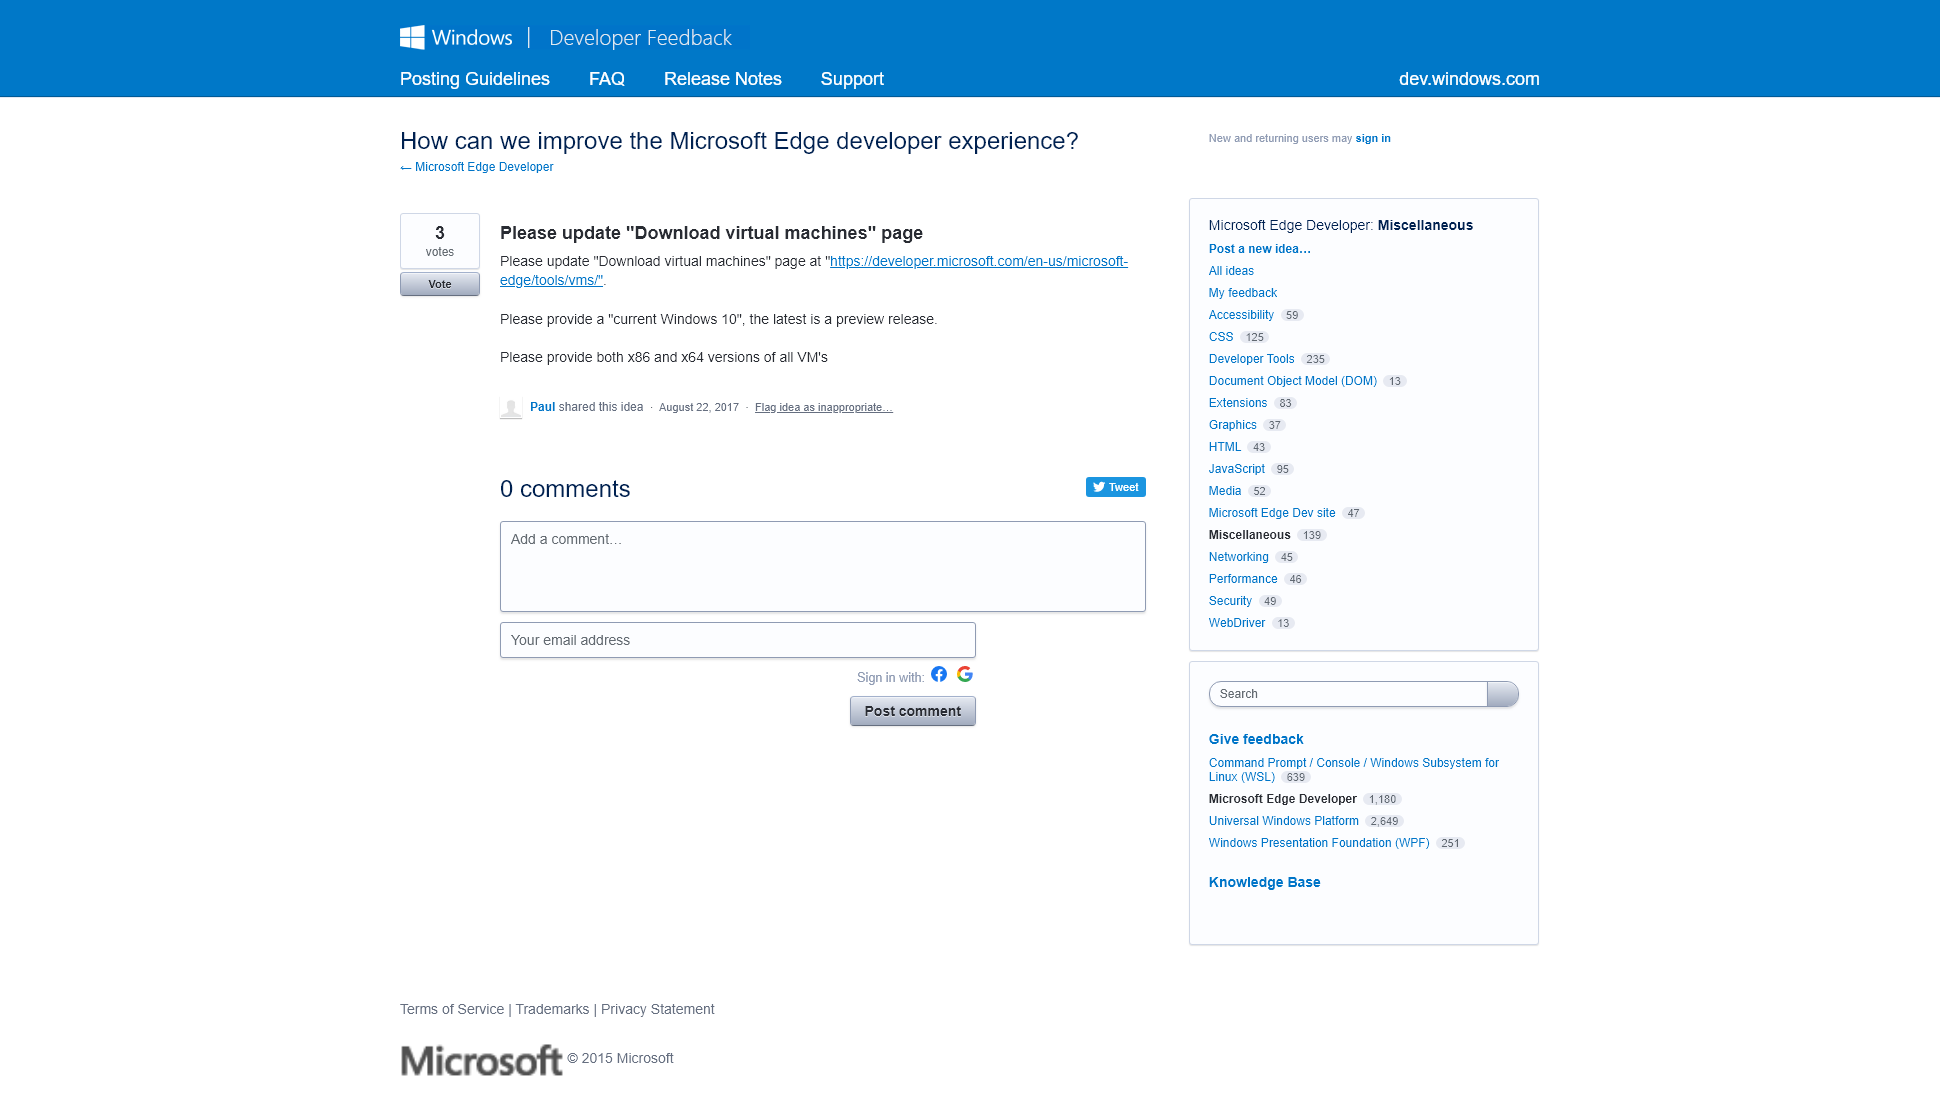 Windows | Developer Feedback
Posting Guidelines FAQ Release Notes Support dev.windows.com
How can we improve the Microsoft Edge developer experience?
← Microsoft Edge Developer
New and returning users may sign in
3
votes
Vote
Please update "Download virtual machines" page
Please update "Download virtual machines" page at "https://developer.microsoft.com/en-us/microsoft-
edge/tools/vms/".
Please provide a "current Windows 10", the latest is a preview release.
Please provide both x86 and x64 versions of all VM's
Paul shared this idea · August 22, 2017 · Flag idea as inappropriate…
0 comments
Tweet
Add a comment…
Your email address
Sign in with:
Post comment
Microsoft Edge Developer: Miscellaneous
Post a new idea…
All ideas
My feedback
Accessibility 59
CSS 125
Developer Tools 235
Document Object Model (DOM) 13
Extensions 83
Graphics 37
HTML 43
JavaScript 95
Media 52
Microsoft Edge Dev site 47
Miscellaneous 139
Networking 45
Performance 46
Security 49
WebDriver 13
Search
Give feedback
Command Prompt / Console / Windows Subsystem for
Linux (WSL) 639
Microsoft Edge Developer 1,180
Universal Windows Platform 2,649
Windows Presentation Foundation (WPF) 251
Knowledge Base
Terms of Service | Trademarks | Privacy Statement
Microsoft © 2015 Microsoft